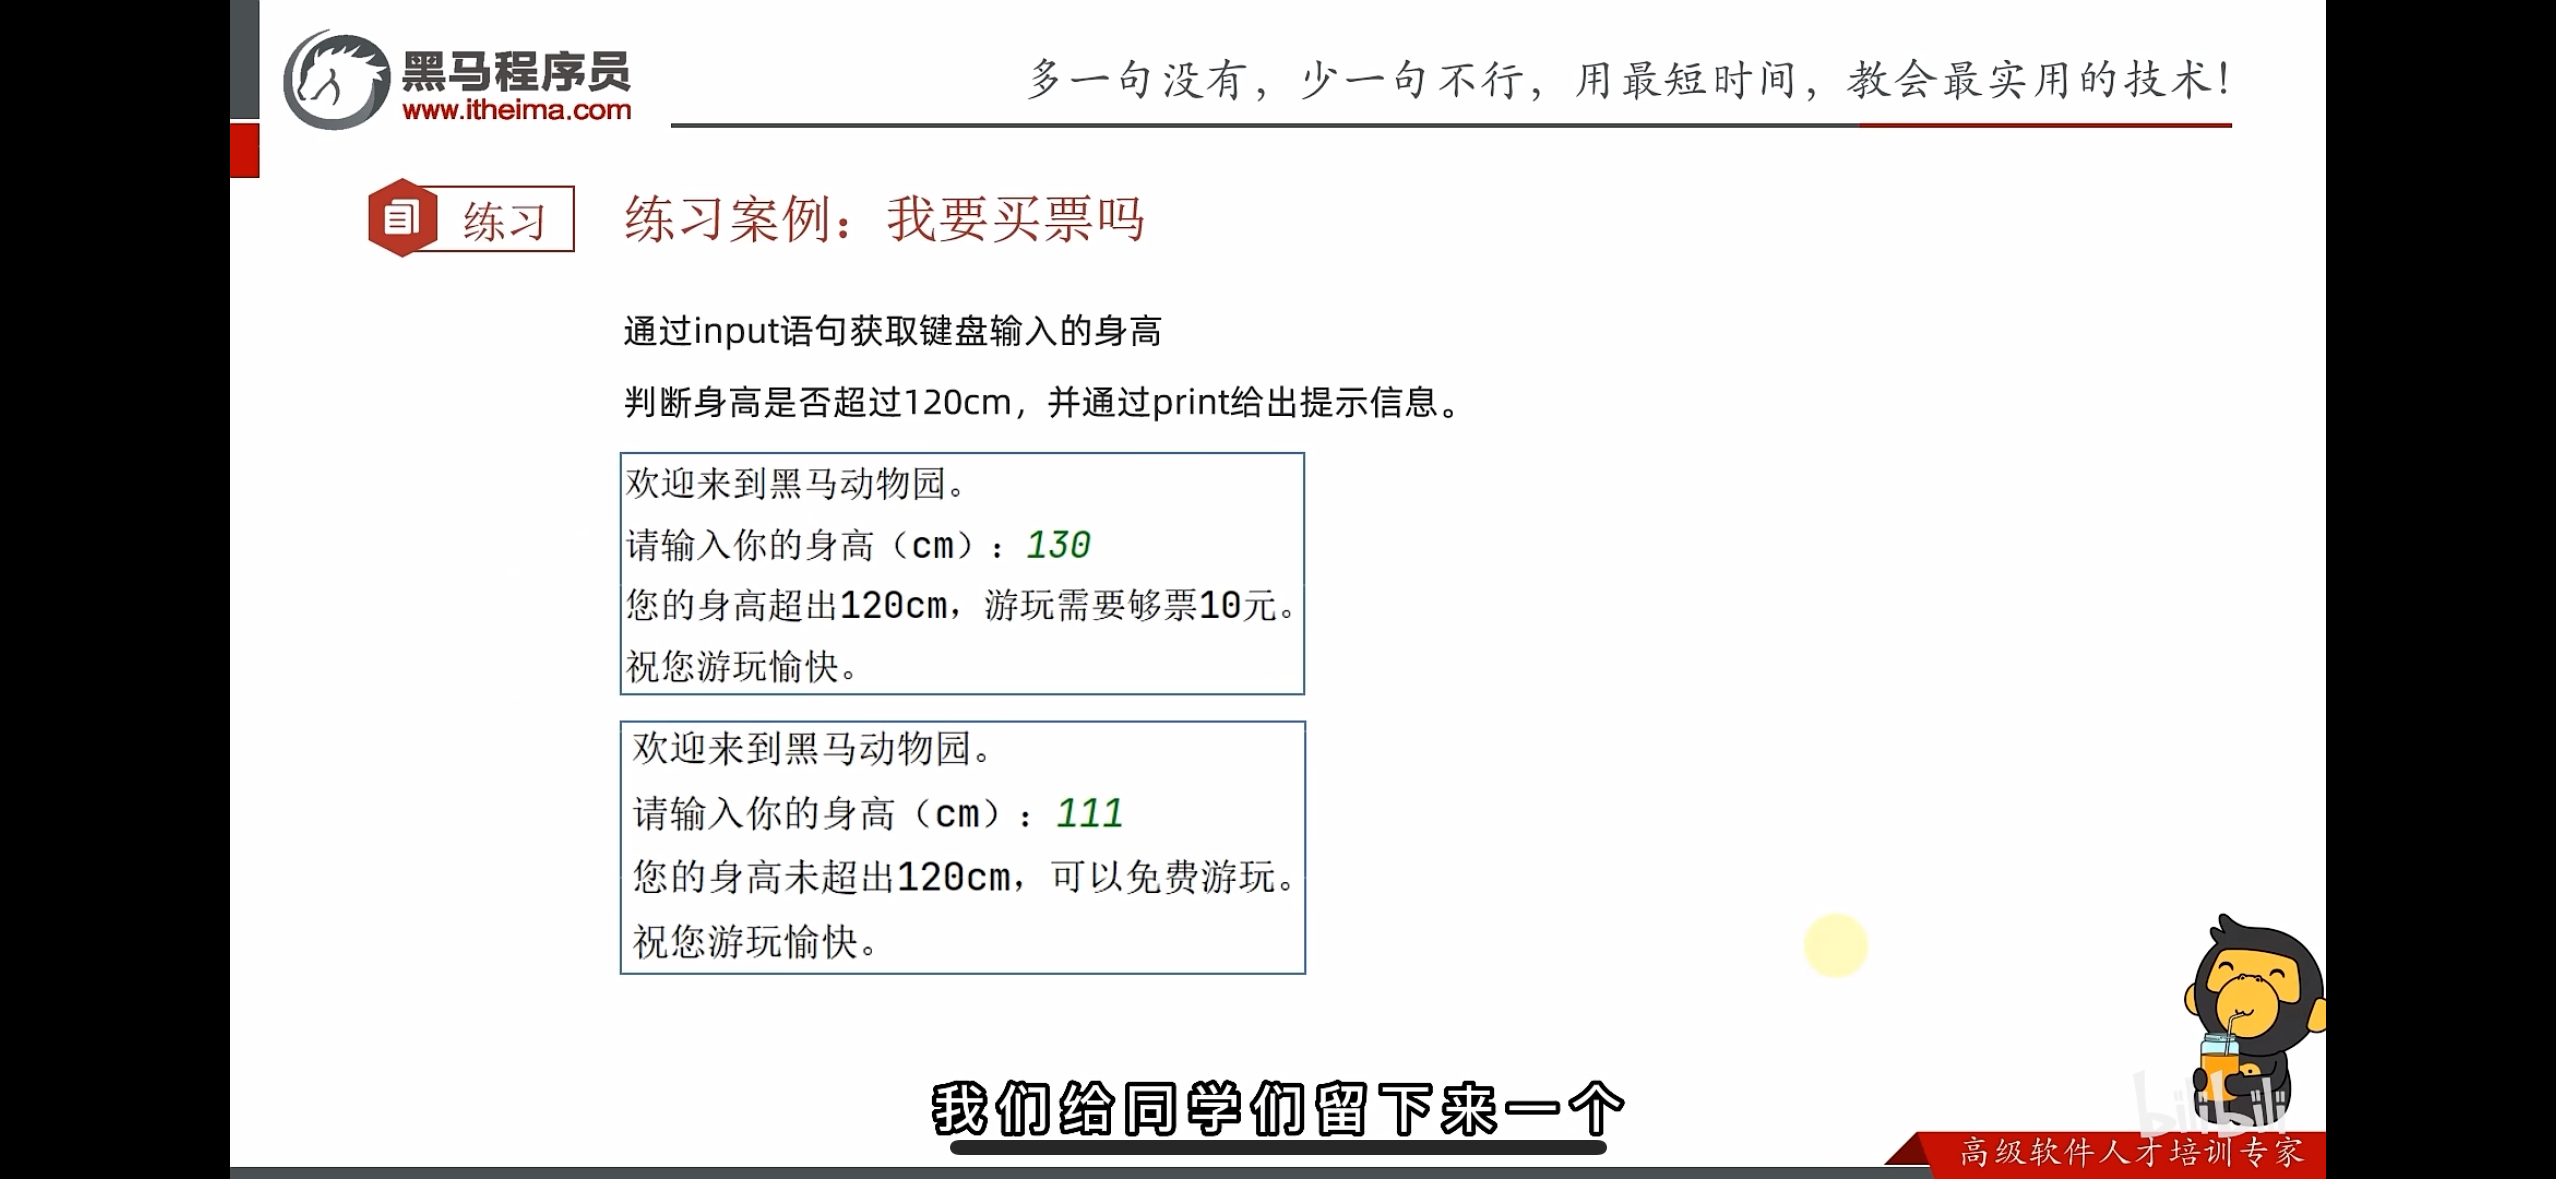 黑马程序员
www.itheima.com
多一句没有，少一句不行，用最短时间，教会最实用的技术！
练习
练习案例：我要买票吗
通过input语句获取键盘输入的身高
判断身高是否超过120cm，并通过print给出提示信息。
欢迎来到黑马动物园。
请输入你的身高（cm）：130
您的身高超出120cm，游玩需要够票10元。
祝您游玩愉快。
欢迎来到黑马动物园。
请输入你的身高（cm）：111
您的身高未超出120cm，可以免费游玩。
祝您游玩愉快。
我们给同学们留下来一个
bilibili
高级软件人才培训专家